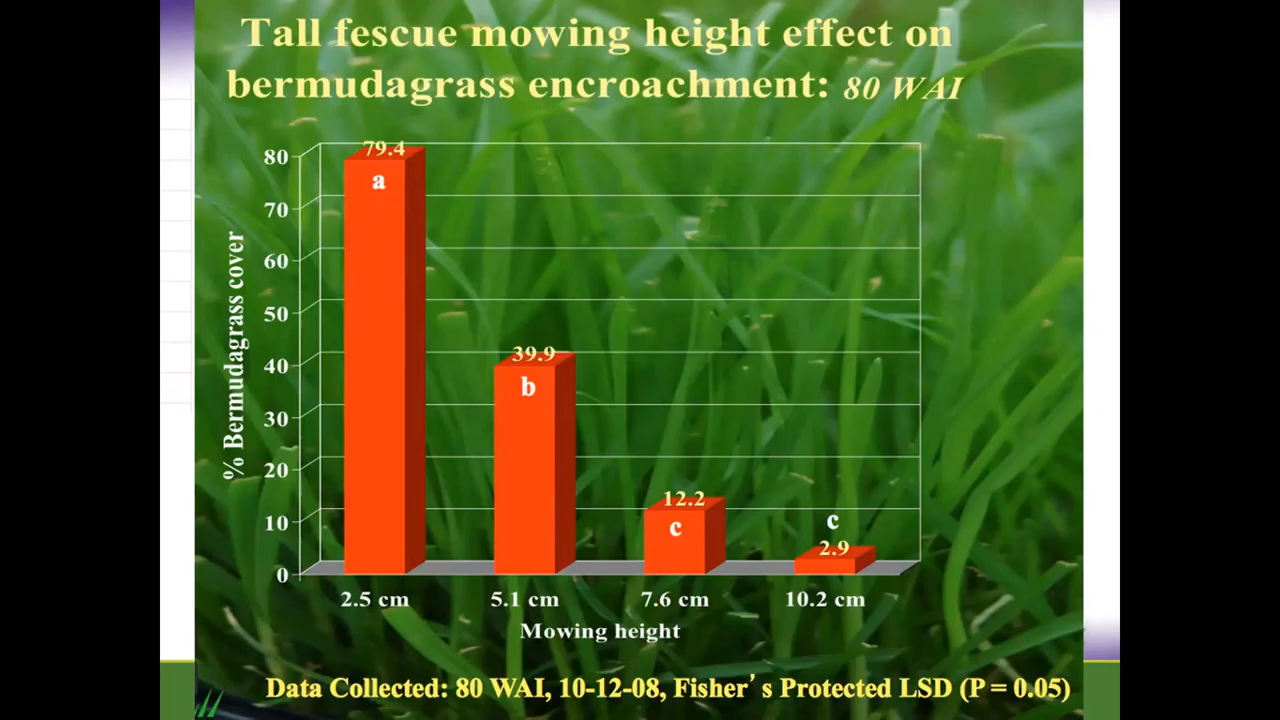 Tall fescue mowing height effect on
bermudagrass encroachment: 80 WAI
% Bermudagrass cover
80
70
60
50
40
30
20
10
0
79.4
a
39.9
b
12.2
c
c
2.9
2.5 cm 5.1 cm 7.6 cm 10.2 cm
Mowing height
Data Collected: 80 WAI, 10-12-08, Fisher’s Protected LSD (P = 0.05)